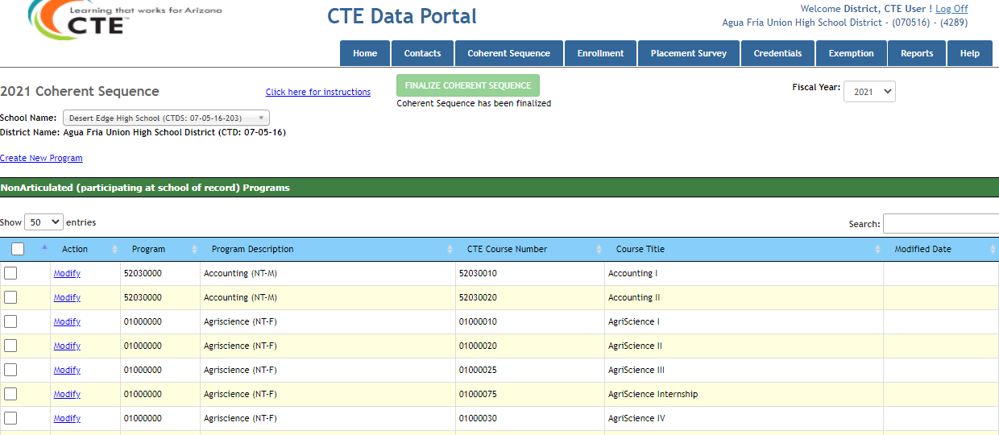 Learning that works for Arizona
CTE™
CTE Data Portal
Welcome District, CTE User ! Log Off
Agua Fria Union High School District - (070516) - (4289)
Home Contacts Coherent Sequence Enrollment Placement Survey Credentials Exemption Reports Help
2021 Coherent Sequence
Click here for instructions
FINALIZE COHERENT SEQUENCE
Coherent Sequence has been finalized
Fiscal Year: 2021
School Name: Desert Edge High School (CTDS: 07-05-16-203)
District Name: Agua Fria Union High School District (CTD: 07-05-16)
Create New Program
NonArticulated (participating at school of record) Programs
Show 50 entries
Search:
Action Program Program Description CTE Course Number Course Title Modified Date
Modify 52030000 Accounting (NT-M) 52030010 Accounting I
Modify 52030000 Accounting (NT-M) 52030020 Accounting II
Modify 01000000 Agriscience (NT-F) 01000010 AgriScience I
Modify 01000000 Agriscience (NT-F) 01000020 AgriScience II
Modify 01000000 Agriscience (NT-F) 01000025 AgriScience III
Modify 01000000 Agriscience (NT-F) 01000075 AgriScience Internship
Modify 01000000 Agriscience (NT-F) 01000030 AgriScience IV